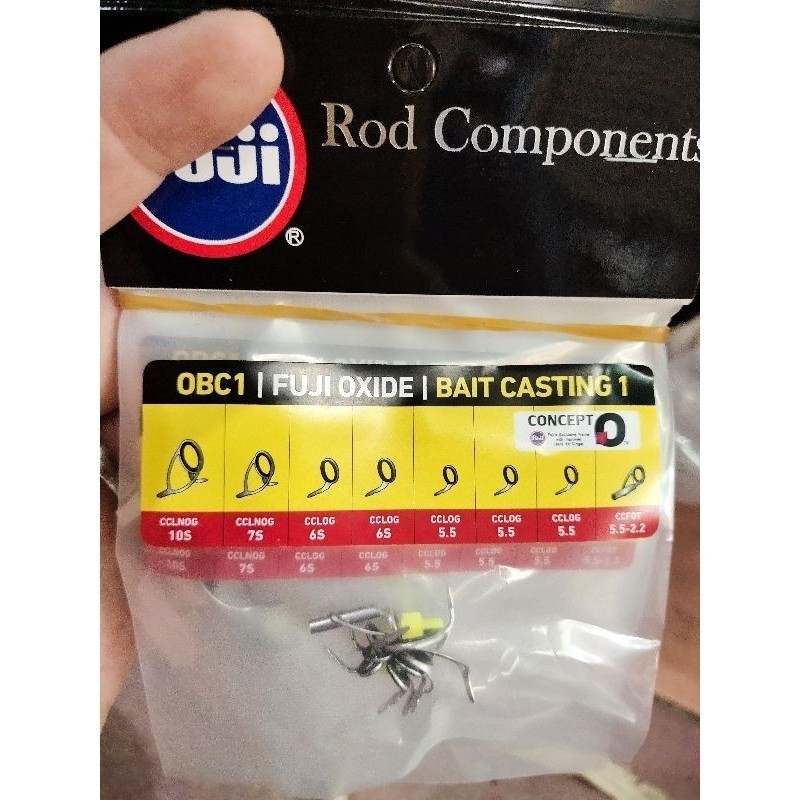 Fuji
®
Rod Components
OBC1 | FUJI OXIDE | BAIT CASTING 1
CONCEPT O
CCLNOG CCLNOG CCLOG CCLOG CCLOG CCLOG CCLOG CCFOT
10S 7S 6S 6S 5.5 5.5 5.5 5.5-2.2